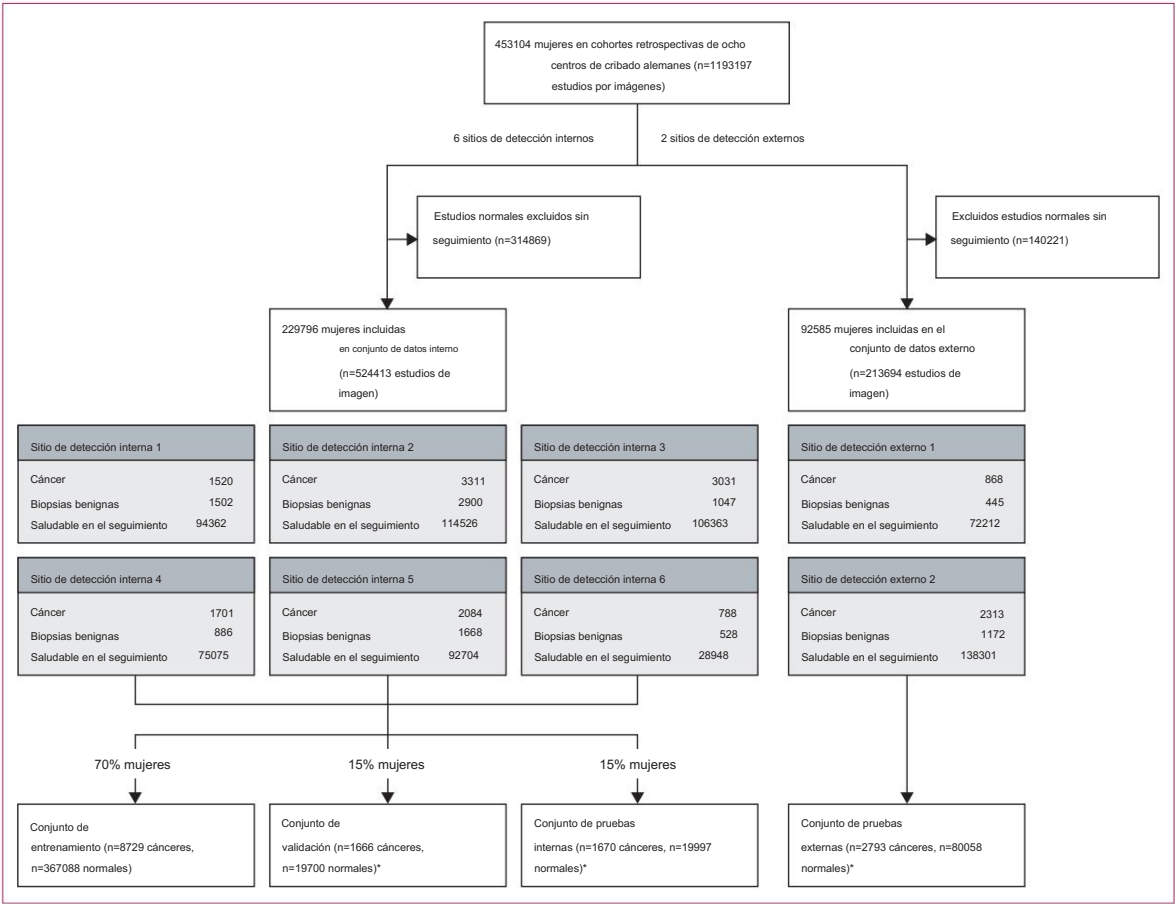 453104 mujeres en cohortes retrospectivas de ocho
centros de cribado alemanes (n=1193197
estudios por imágenes)
6 sitios de detección internos
2 sitios de detección externos
Estudios normales excluidos sin
seguimiento (n=314869)
Excluidos estudios normales sin
seguimiento (n=140221)
229796 mujeres incluidas
en conjunto de datos interno
(n=524413 estudios de
imagen)
92585 mujeres incluidas en el
conjunto de datos externo
(n=213694 estudios de
imagen)
Sitio de detección interna 1
Cáncer 1520
Biopsias benignas 1502
Saludable en el seguimiento 94362
Sitio de detección interna 2
Cáncer 3311
Biopsias benignas 2900
Saludable en el seguimiento 114526
Sitio de detección interna 3
Cáncer 3031
Biopsias benignas 1047
Saludable en el seguimiento 106363
Sitio de detección externo 1
Cáncer 868
Biopsias benignas 445
Saludable en el seguimiento 72212
Sitio de detección interna 4
Cáncer 1701
Biopsias benignas 886
Saludable en el seguimiento 75075
Sitio de detección interna 5
Cáncer 2084
Biopsias benignas 1668
Saludable en el seguimiento 92704
Sitio de detección interna 6
Cáncer 788
Biopsias benignas 528
Saludable en el seguimiento 28948
Sitio de detección externo 2
Cáncer 2313
Biopsias benignas 1172
Saludable en el seguimiento 138301
70% mujeres
15% mujeres
15% mujeres
Conjunto de
entrenamiento (n=8729 cánceres,
n=367088 normales)
Conjunto de
validación (n=1666 cánceres,
n=19700 normales)*
Conjunto de pruebas
internas (n=1670 cánceres, n=19997
normales)*
Conjunto de pruebas
externas (n=2793 cánceres, n=80058
normales)*